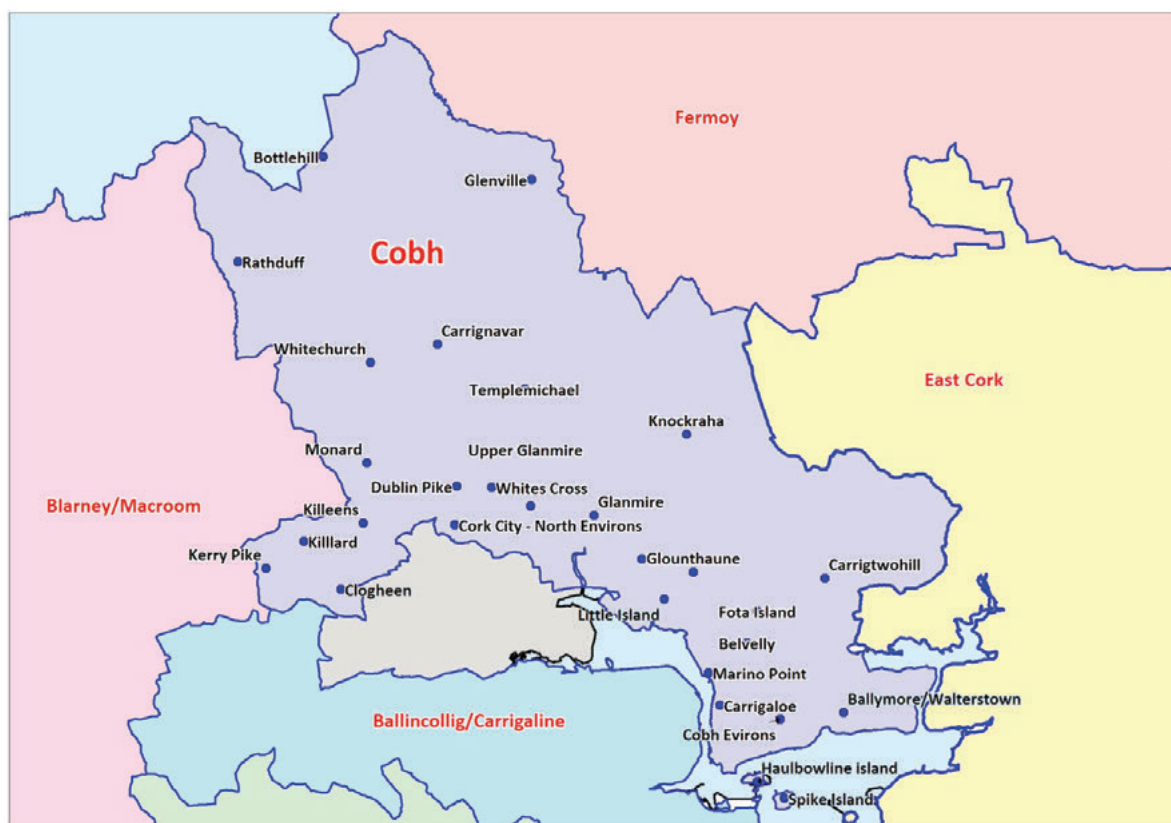 Fermoy
Bottlehill
Glenville
Cobh
Rathduff
Carrignavar
Whitechurch
Templemichael
East Cork
Knockraha
Monard
Upper Glanmire
Dublin Pike
Whites Cross
Blarney/Macroom
Killeens
Glanmire
Cork City - North Environs
Killlard
Kerry Pike
Glounthaune
Carrigtwohill
Clogheen
Little Island
Fota Island
Belvelly
Marino Point
Ballymore/Walterstown
Carrigaloe
Ballincollig/Carrigaline
Cobh Evirons
Haulbowline island
Spike Island